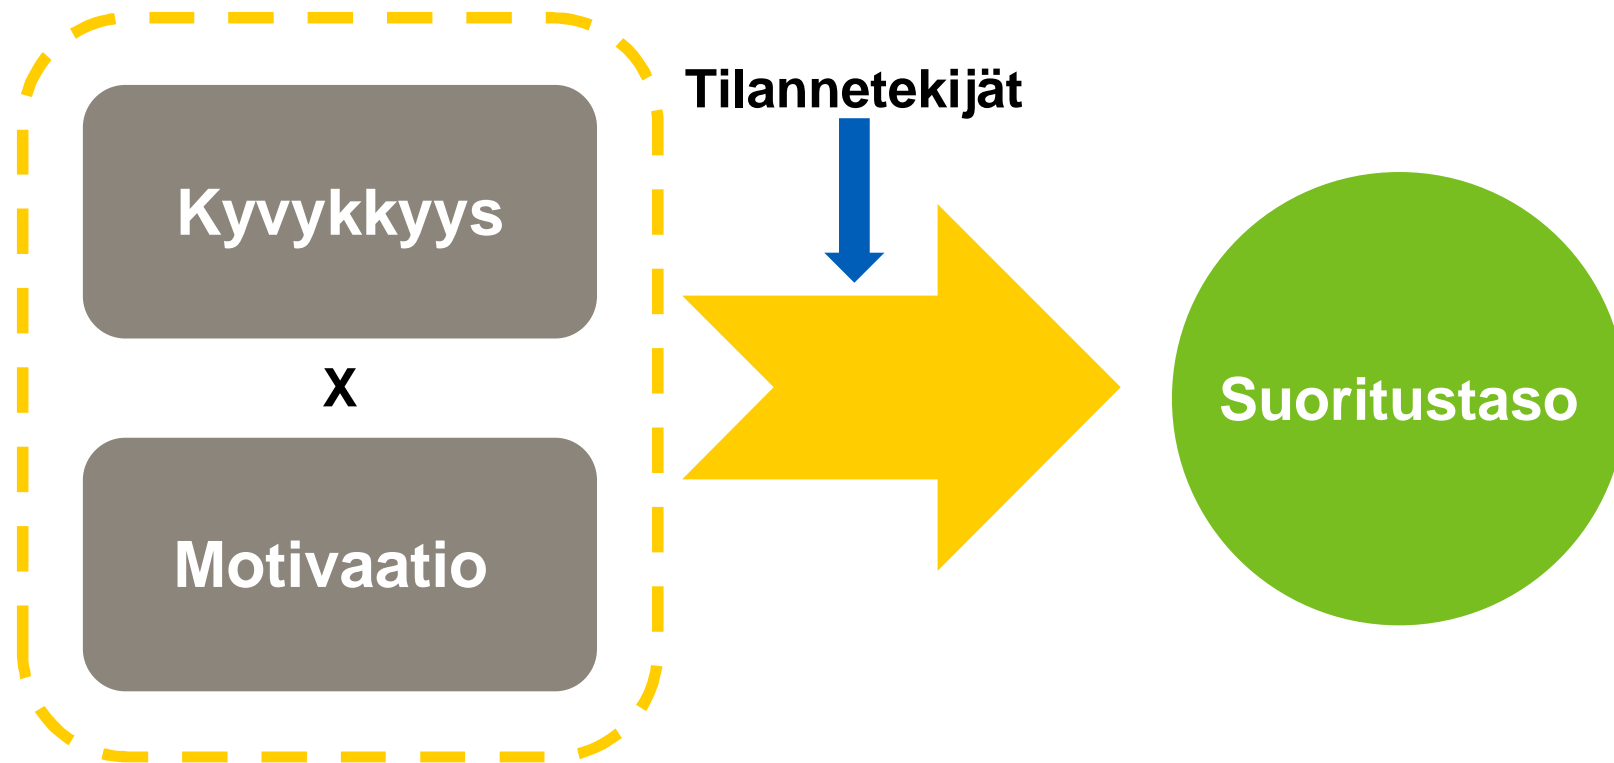 Kyvykkyys
X
Motivaatio
Tilannetekijät
Suoritustaso